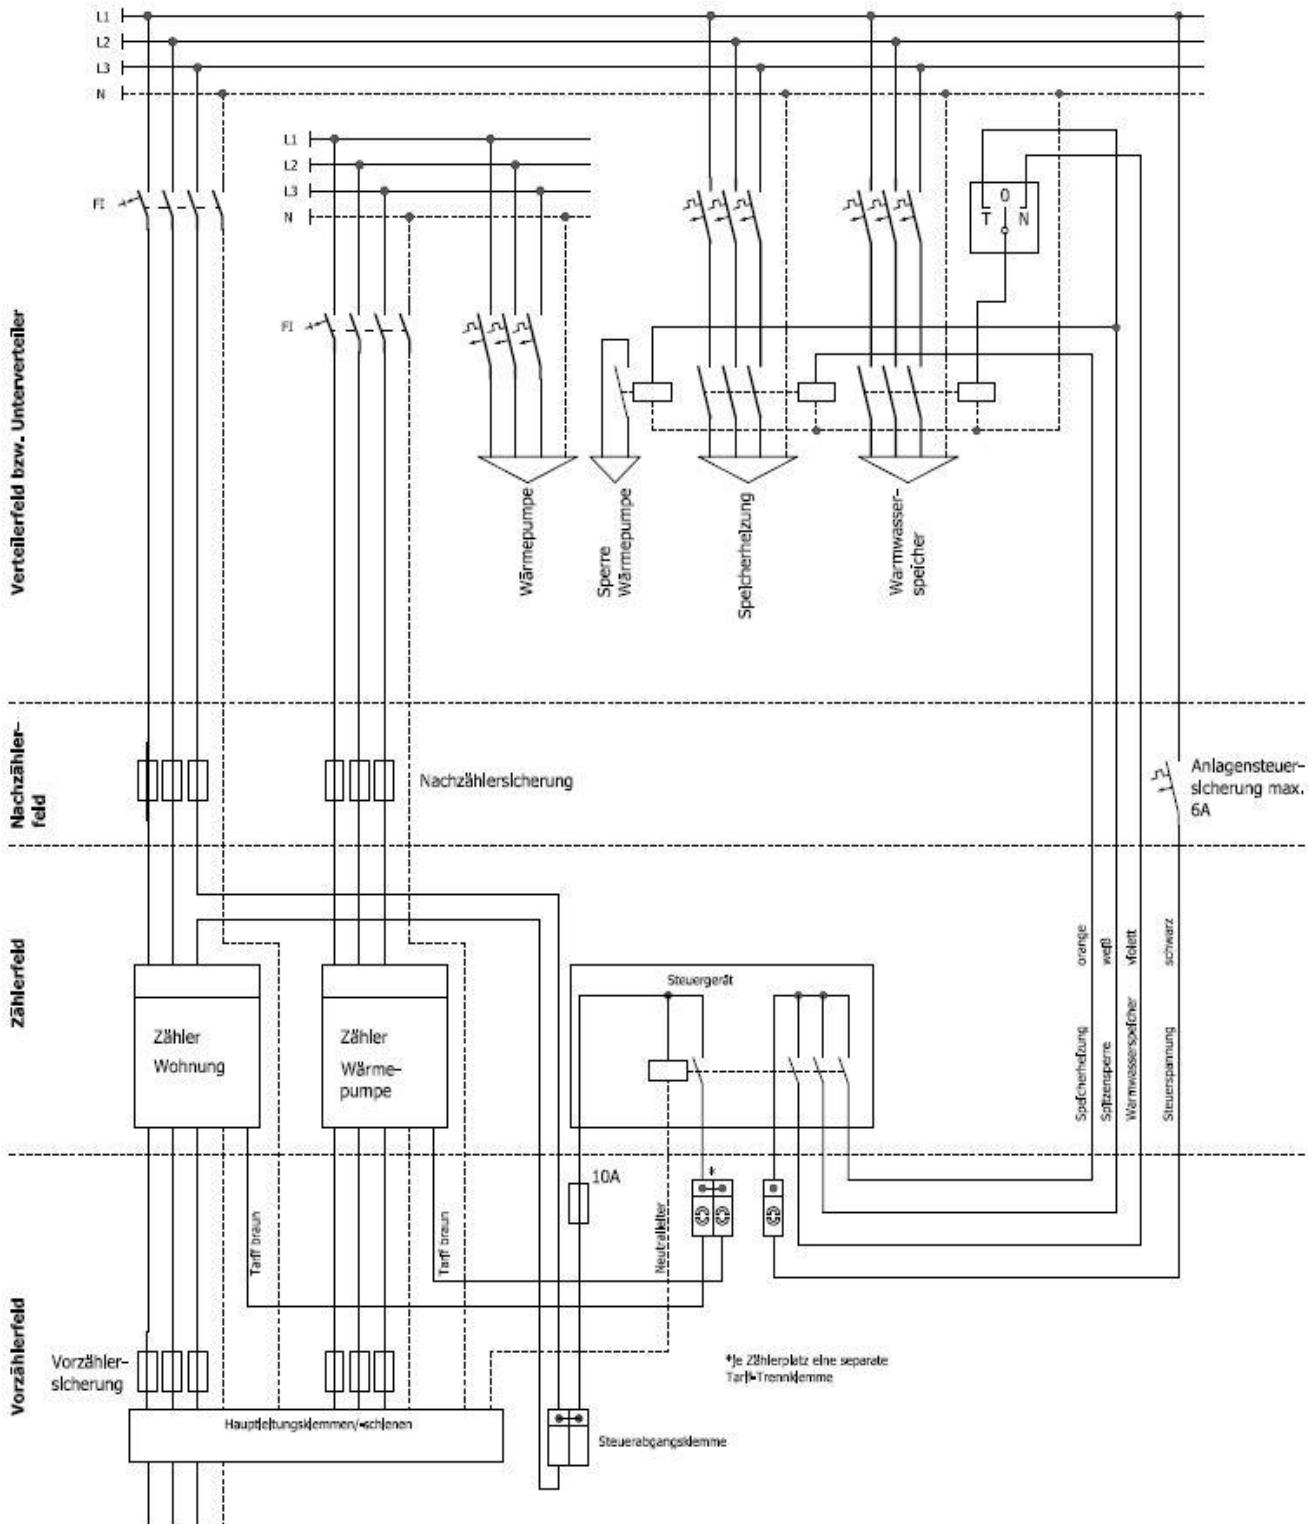 L1
L2
L3
N
L1
L2
L3
N
FI
FI
0
T N
Verteilerfeld bzw. Unterverteiler
Wärmepumpe
Sperre
Wärmepumpe
Speicherheizung
Warmwasser-
speicher
Nachzähler-
feld
Nachzählersicherung
Anlagensteuer-
sicherung max.
6A
Zählerfeld
Zähler
Wohnung
Zähler
Wärme-
pumpe
Steuergerät
Speicherheizung orange
Spitzensperre weiß
Warmwasserspeicher violett
Steuerspannung schwarz
Vorzählerfeld
10A
*
Tarif braun
Tarif braun
Neutralleiter
Vorzähler-
sicherung
*je Zählerplatz eine separate
Tarif-Trennklemme
Hauptleitungsklemmen/-schienen
Steuerabgangsklemme